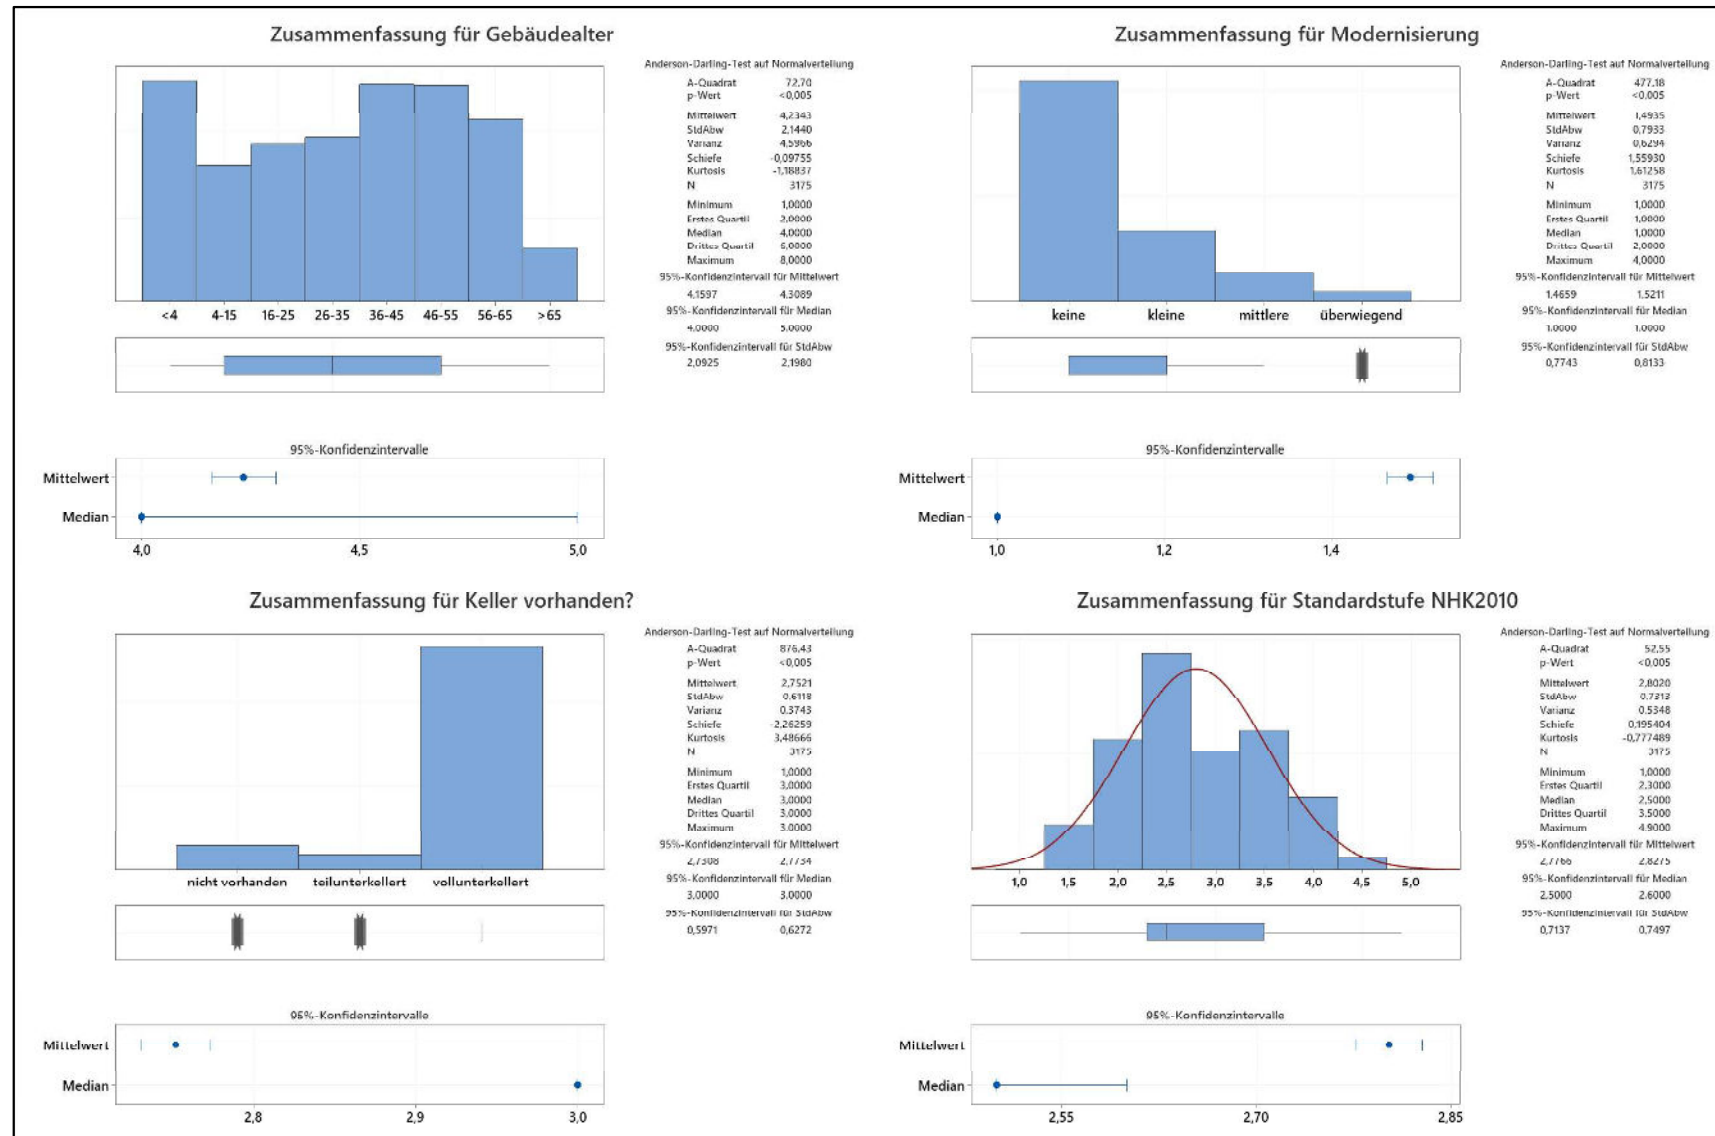 Zusammenfassung für Gebäudealter
<4 4-15 16-25 26-35 36-45 46-55 56-65 >65
Anderson-Darling-Test auf Normalverteilung
A-Quadrat 72,70
p-Wert <0,005
Mittelwert 4,2343
StdAbw 2,1440
Varianz 4,5966
Schiefe -0,09755
Kurtosis -1,18837
N 3175
Minimum 1,0000
Erstes Quartil 2,0000
Median 4,0000
Drittes Quartil 6,0000
Maximum 8,0000
95%-Konfidenzintervall für Mittelwert
4,1597 4,3089
95%-Konfidenzintervall für Median
4,0000 5,0000
95%-Konfidenzintervall für StdAbw
2,0925 2,1980
95%-Konfidenzintervalle
Mittelwert
Median
4,0 4,5 5,0
Zusammenfassung für Modernisierung
keine kleine mittlere überwiegend
Anderson-Darling-Test auf Normalverteilung
A-Quadrat 477,18
p-Wert <0,005
Mittelwert 1,4935
StdAbw 0,7933
Varianz 0,6294
Schiefe 1,55930
Kurtosis 1,61258
N 3175
Minimum 1,0000
Erstes Quartil 1,0000
Median 1,0000
Drittes Quartil 2,0000
Maximum 4,0000
95%-Konfidenzintervall für Mittelwert
1,4659 1,5211
95%-Konfidenzintervall für Median
1,0000 1,0000
95%-Konfidenzintervall für StdAbw
0,7743 0,8133
95%-Konfidenzintervalle
Mittelwert
Median
1,0 1,2 1,4
Zusammenfassung für Keller vorhanden?
nicht vorhanden teilunterkellert vollunterkellert
Anderson-Darling-Test auf Normalverteilung
A-Quadrat 876,43
p-Wert <0,005
Mittelwert 2,7521
StdAbw 0,6118
Varianz 0,3743
Schiefe -2,26259
Kurtosis 3,48666
N 3175
Minimum 1,0000
Erstes Quartil 3,0000
Median 3,0000
Drittes Quartil 3,0000
Maximum 3,0000
95%-Konfidenzintervall für Mittelwert
2,7308 2,7734
95%-Konfidenzintervall für Median
3,0000 3,0000
95%-Konfidenzintervall für StdAbw
0,5971 0,6272
95%-Konfidenzintervalle
Mittelwert
Median
2,8 2,9 3,0
Zusammenfassung für Standardstufe NHK2010
1,0 1,5 2,0 2,5 3,0 3,5 4,0 4,5 5,0
Anderson-Darling-Test auf Normalverteilung
A-Quadrat 52,55
p-Wert <0,005
Mittelwert 2,8020
StdAbw 0,7313
Varianz 0,5348
Schiefe 0,195404
Kurtosis -0,777489
N 3175
Minimum 1,0000
Erstes Quartil 2,3000
Median 2,5000
Drittes Quartil 3,5000
Maximum 4,9000
95%-Konfidenzintervall für Mittelwert
2,7766 2,8275
95%-Konfidenzintervall für Median
2,5000 2,6000
95%-Konfidenzintervall für StdAbw
0,7137 0,7497
95%-Konfidenzintervalle
Mittelwert
Median
2,55 2,70 2,85